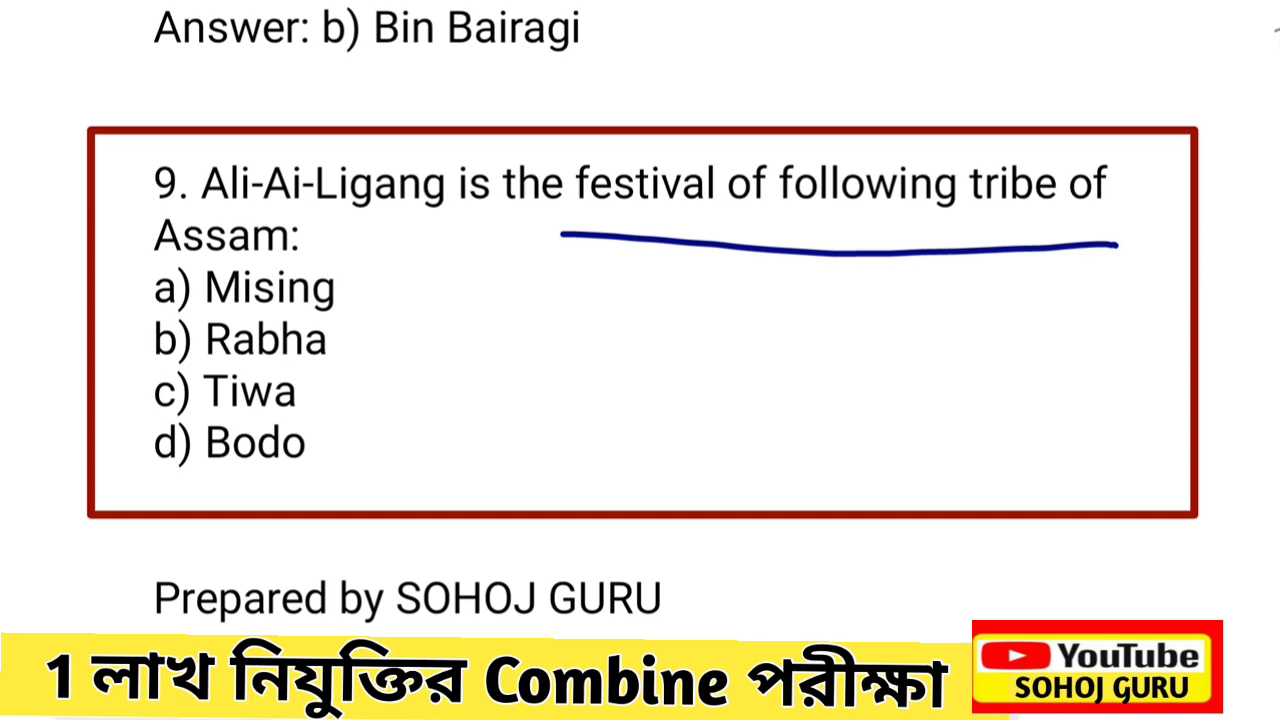 Answer: b) Bin Bairagi
9. Ali-Ai-Ligang is the festival of following tribe of
Assam:
a) Mising
b) Rabha
c) Tiwa
d) Bodo
Prepared by SOHOJ GURU
1 লাখ নিযুক্তির Combine পরীক্ষা
YouTube
SOHOJ GURU